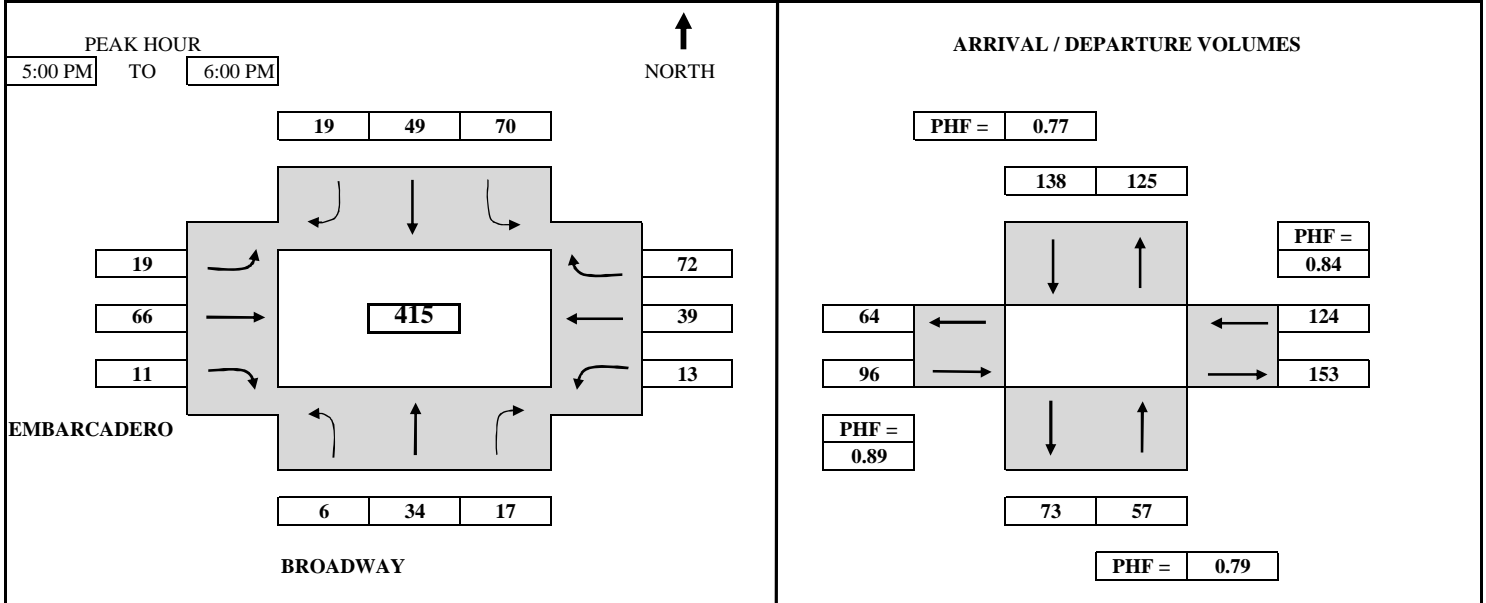 PEAK HOUR
5:00 PM TO 6:00 PM
NORTH
19 49 70
19 72
66 415 39
11 13
EMBARCADERO
6 34 17
BROADWAY
ARRIVAL / DEPARTURE VOLUMES
PHF = 0.77
138 125
PHF =
0.84
64 124
96 153
PHF =
0.89
73 57
PHF = 0.79